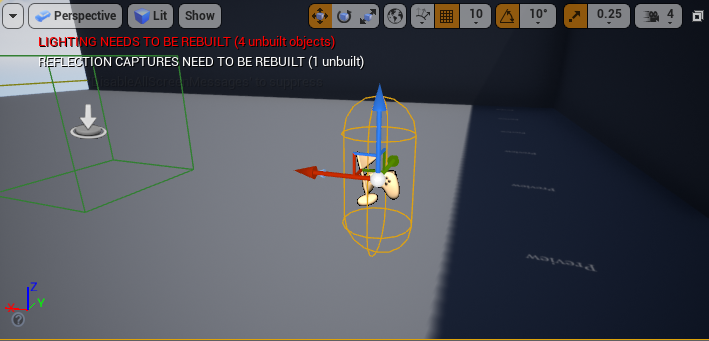 Perspective Lit Show 10 10° 0.25 4
LIGHTING NEEDS TO BE REBUILT (4 unbuilt objects)
REFLECTION CAPTURES NEED TO BE REBUILT (1 unbuilt)
Preview
Preview
Z
X Y
?